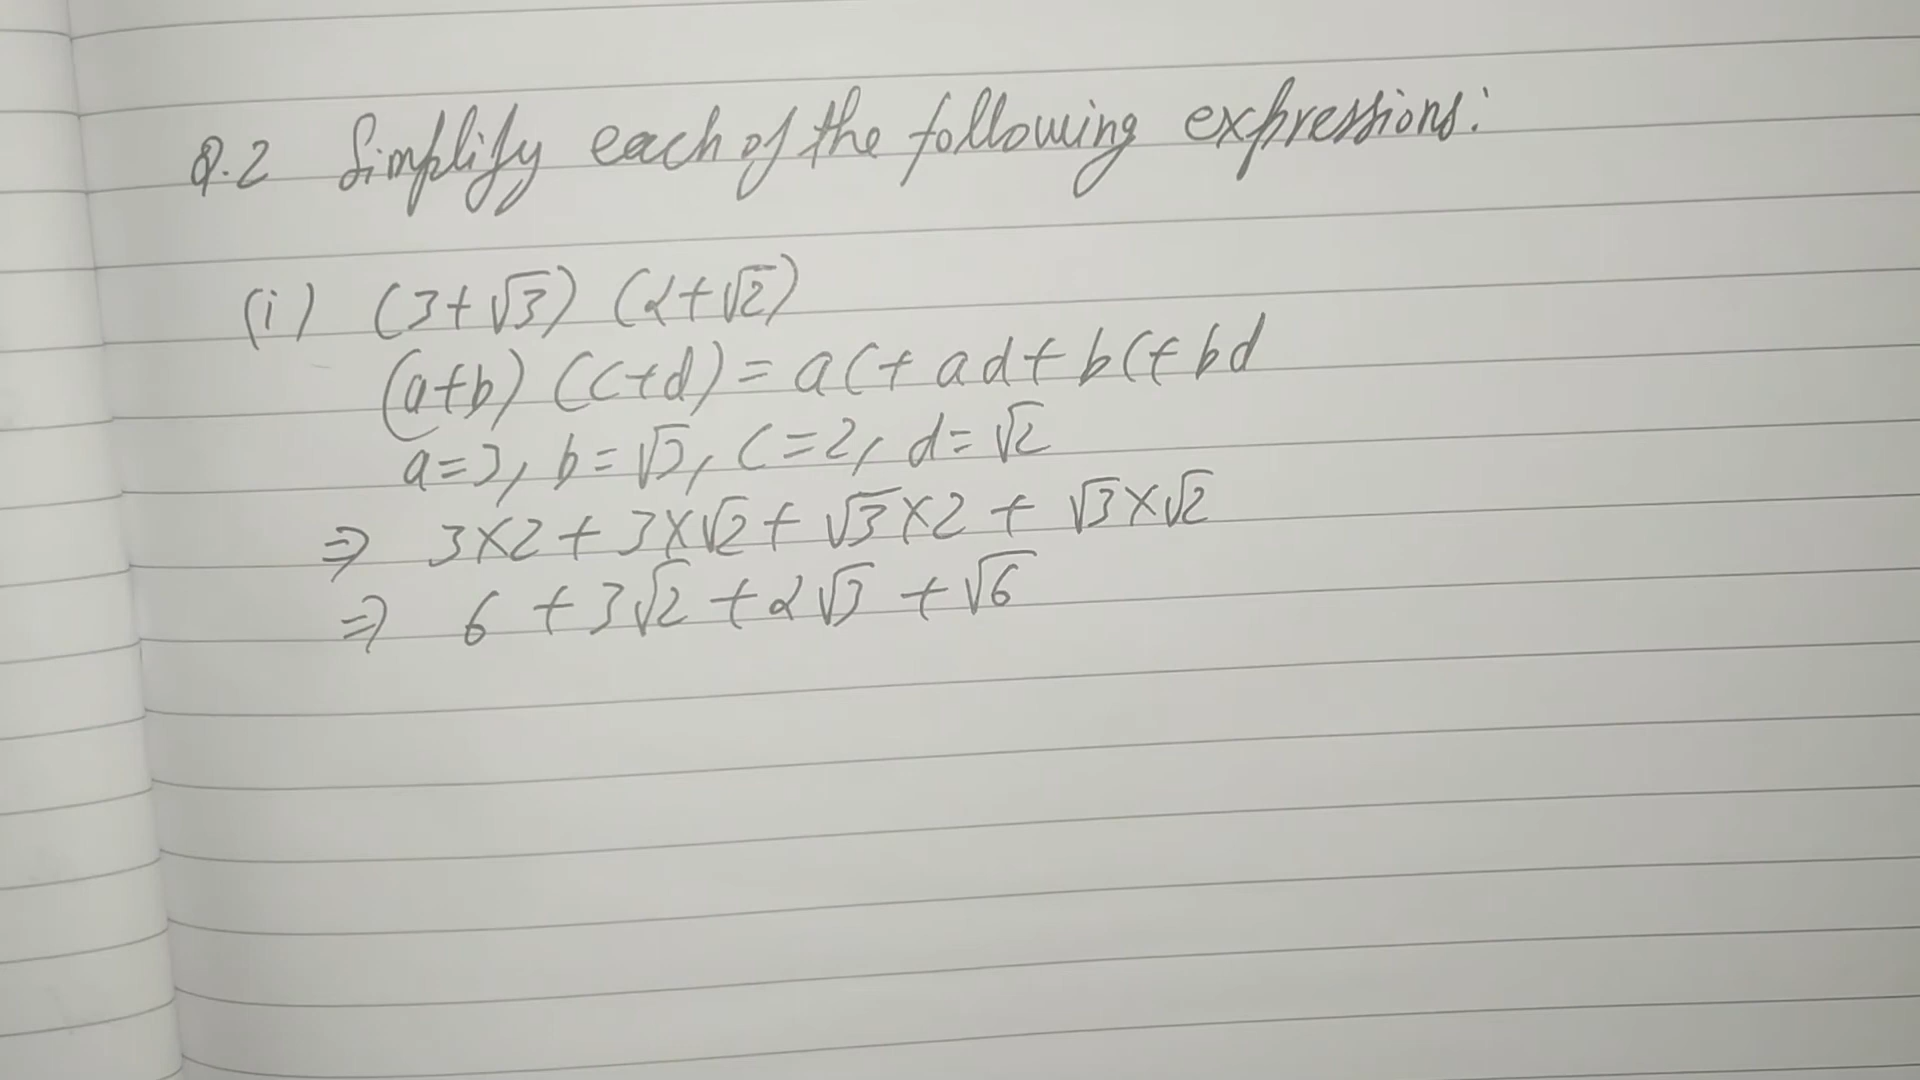 Q.2 Simplify each of the following expressions:
(i) (3+√3) (2+√2)
(a+b) (c+d) = ac+ ad + bc+ bd
a=3, b=√3, c=2, d=√2
⇒ 3×2 + 3×√2 + √3×2 + √3×√2
⇒ 6 + 3√2 + 2√3 + √6